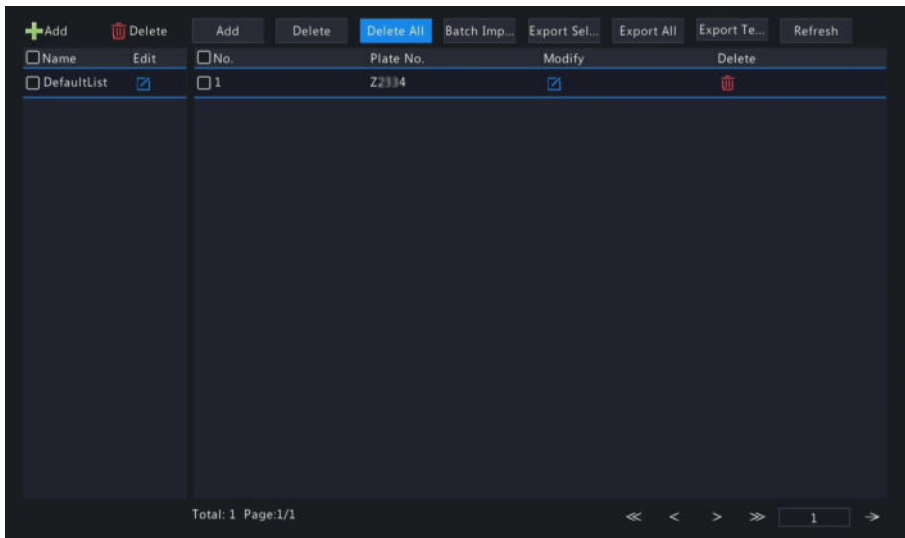 Add Delete Add Delete Delete All Batch Imp... Export Sel... Export All Export Te... Refresh
Name Edit No. Plate No. Modify Delete
DefaultList 1
Total: 1 Page:1/1 ≪ < > ≫ 1